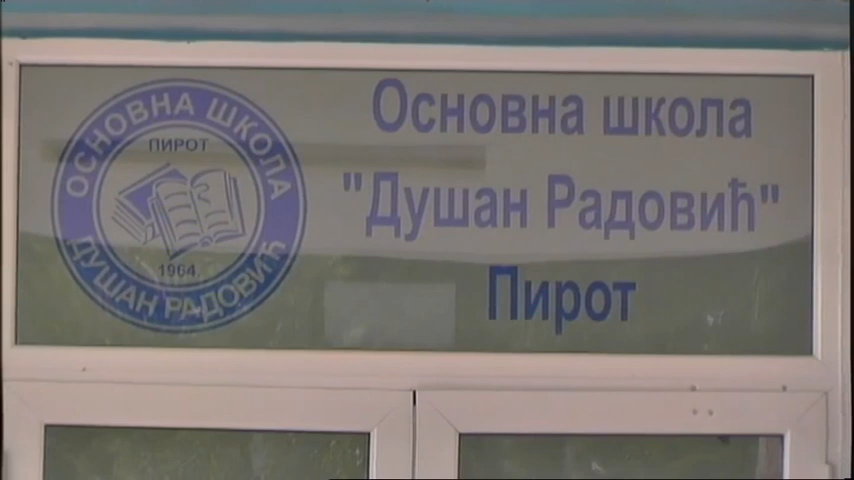 ОСНОВНА ШКОЛА
ПИРОТ
1964.
ДУШАН РАДОВИЋ
Основна школа
"Душан Радовић"
Пирот